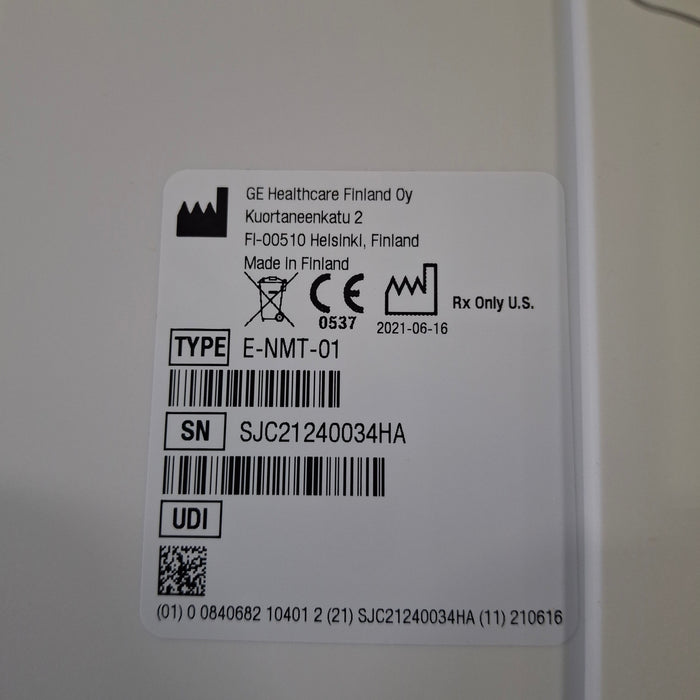 GE Healthcare Finland Oy
Kuortaneenkatu 2
FI-00510 Helsinki, Finland
Made in Finland
CE
0537
2021-06-16
Rx Only U.S.
TYPE E-NMT-01
SN SJC21240034HA
UDI
(01) 0 0840682 10401 2 (21) SJC21240034HA (11) 210616